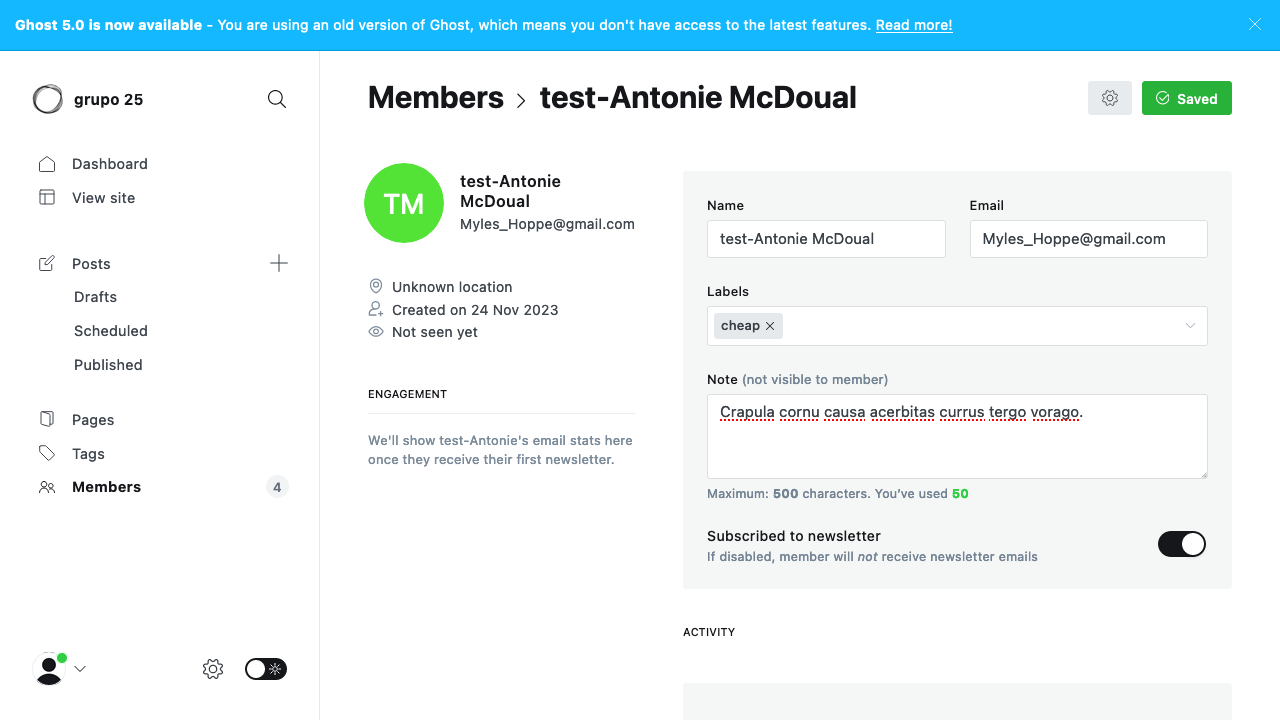 Ghost 5.0 is now available - You are using an old version of Ghost, which means you don't have access to the latest features. Read more!
grupo 25
Dashboard
View site
Posts
Drafts
Scheduled
Published
Pages
Tags
Members 4
Members > test-Antonie McDoual
Saved
TM
test-Antonie
McDoual
Myles_Hoppe@gmail.com
Unknown location
Created on 24 Nov 2023
Not seen yet
ENGAGEMENT
We'll show test-Antonie's email stats here
once they receive their first newsletter.
Name
test-Antonie McDoual
Email
Myles_Hoppe@gmail.com
Labels
cheap
Note (not visible to member)
Crapula cornu causa acerbitas currus tergo vorago.
Maximum: 500 characters. You've used 50
Subscribed to newsletter
If disabled, member will not receive newsletter emails
ACTIVITY